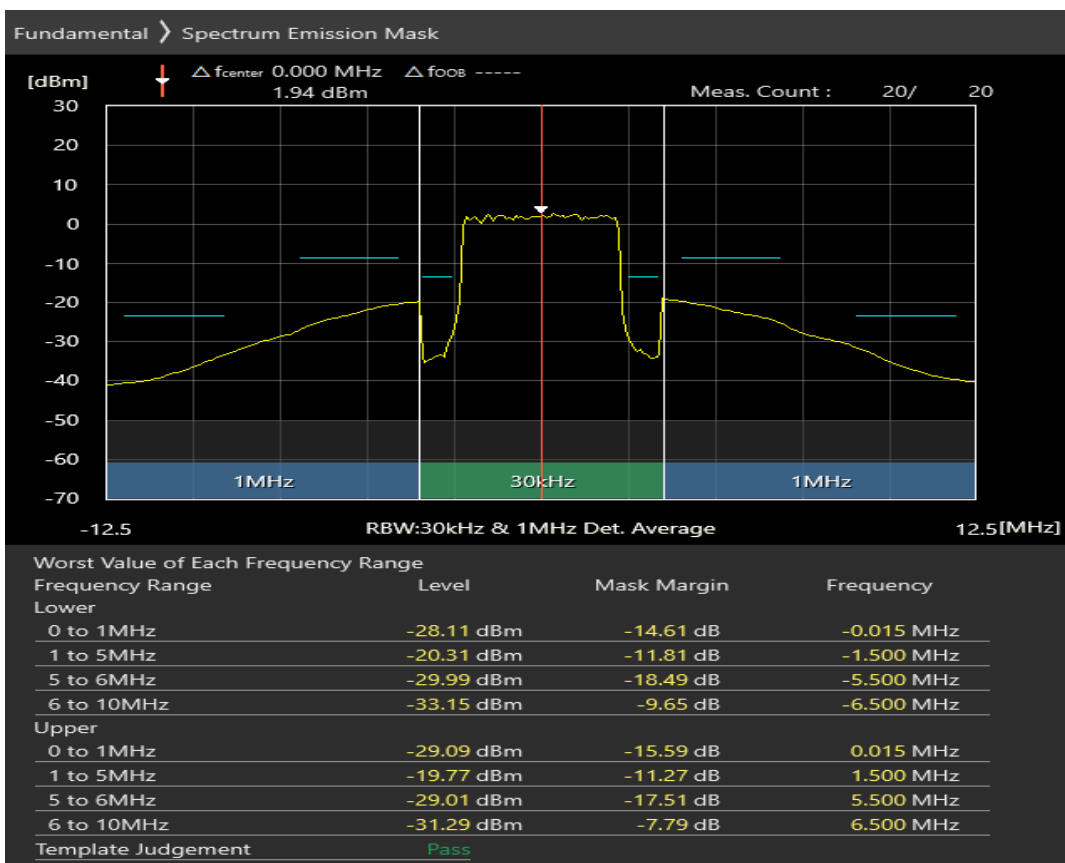 Fundamental ❯ Spectrum Emission Mask
[dBm]
△ fcenter 0.000 MHz △ fOOB -----
1.94 dBm
Meas. Count : 20/ 20
30
20
10
0
-10
-20
-30
-40
-50
-60
-70
1MHz 30kHz 1MHz
-12.5 RBW:30kHz & 1MHz Det. Average 12.5[MHz]
Worst Value of Each Frequency Range
Frequency Range Level Mask Margin Frequency
Lower
0 to 1MHz -28.11 dBm -14.61 dB -0.015 MHz
1 to 5MHz -20.31 dBm -11.81 dB -1.500 MHz
5 to 6MHz -29.99 dBm -18.49 dB -5.500 MHz
6 to 10MHz -33.15 dBm -9.65 dB -6.500 MHz
Upper
0 to 1MHz -29.09 dBm -15.59 dB 0.015 MHz
1 to 5MHz -19.77 dBm -11.27 dB 1.500 MHz
5 to 6MHz -29.01 dBm -17.51 dB 5.500 MHz
6 to 10MHz -31.29 dBm -7.79 dB 6.500 MHz
Template Judgement Pass